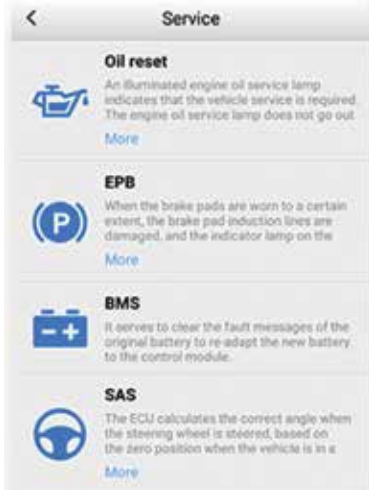 Service
Oil reset
An illuminated engine oil service lamp
indicates that the vehicle service is required.
The engine oil service lamp does not go out
More
EPB
When the brake pads are worn to a certain
extent, the brake pad induction lines are
damaged, and the indicator lamp on the
More
P
BMS
It serves to clear the fault messages of the
original battery to re-adapt the new battery
to the control module.
SAS
The ECU calculates the correct angle when
the steering wheel is steered, based on
the zero position when the vehicle is in a
More